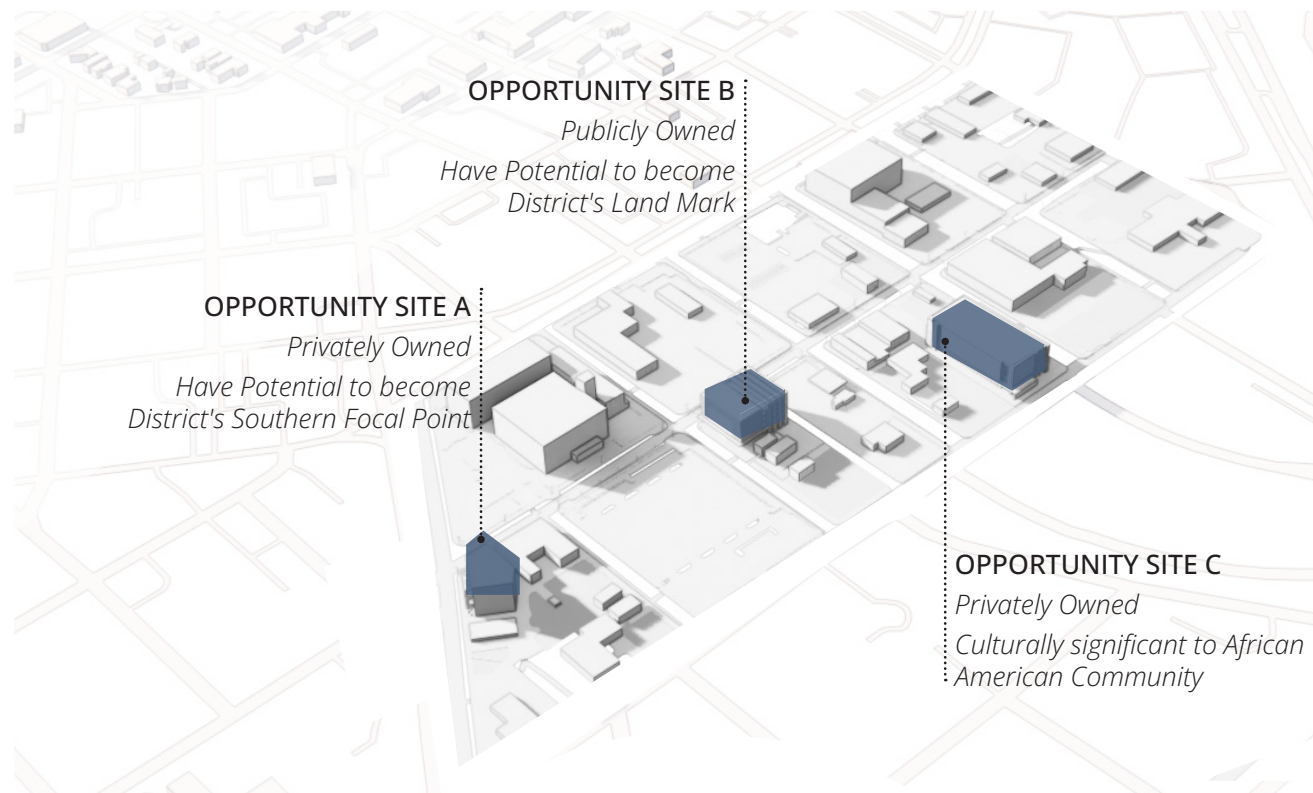 OPPORTUNITY SITE B
Publicly Owned
Have Potential to become
District's Land Mark
OPPORTUNITY SITE A
Privately Owned
Have Potential to become
District's Southern Focal Point
OPPORTUNITY SITE C
Privately Owned
Culturally significant to African
American Community